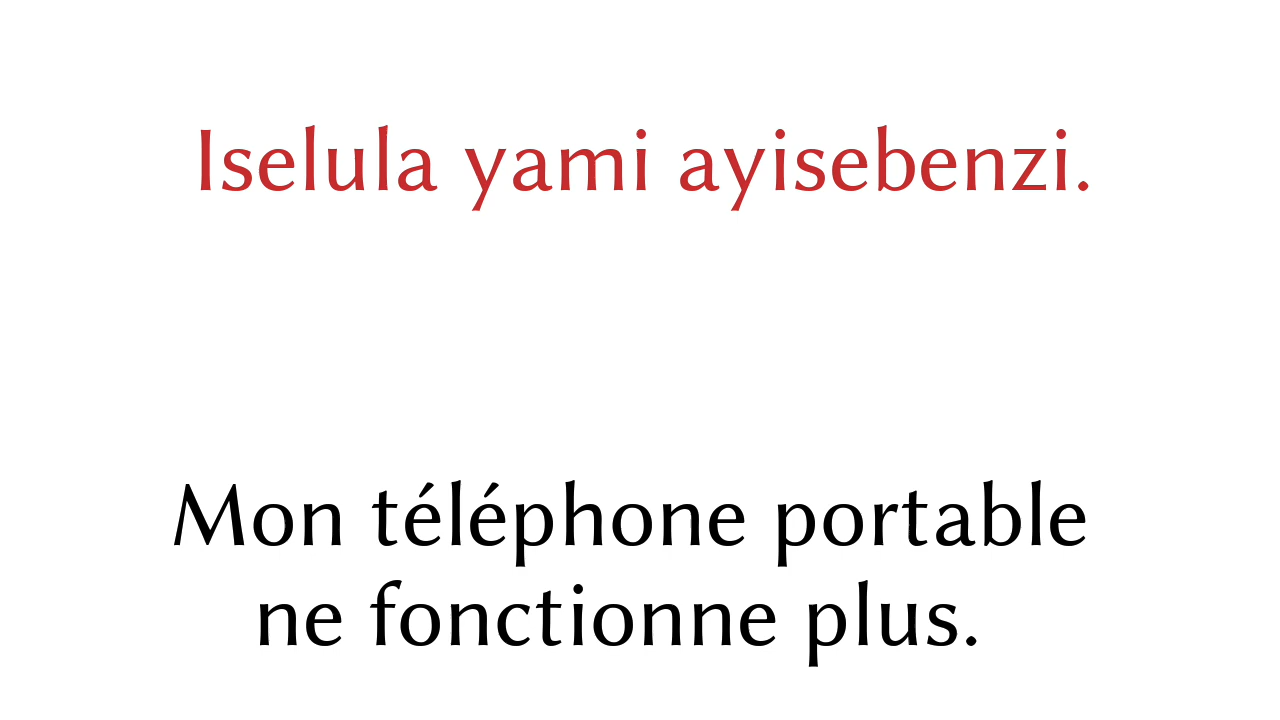 Iselula yami ayisebenzi.
Mon téléphone portable
ne fonctionne plus.